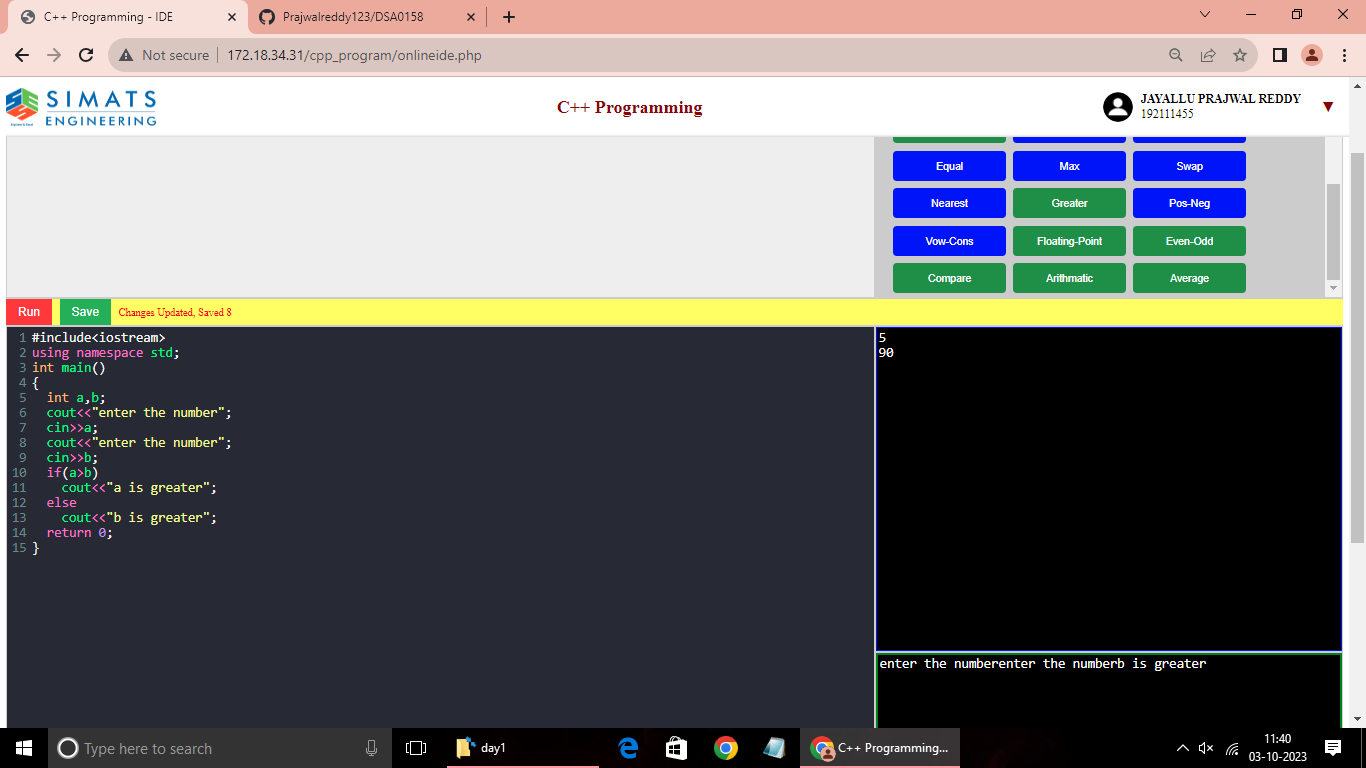 C++ Programming - IDE
Prajwalreddy123/DSA0158
Not secure
172.18.34.31/cpp_program/onlineide.php
SIMATS
ENGINEERING
C++ Programming
JAYALLU PRAJWAL REDDY
192111455
Equal Max Swap
Nearest Greater Pos-Neg
Vow-Cons Floating-Point Even-Odd
Compare Arithmatic Average
Run Save Changes Updated, Saved 8
1 #include<iostream>
2 using namespace std;
3 int main()
4 {
5 int a,b;
6 cout<<"enter the number";
7 cin>>a;
8 cout<<"enter the number";
9 cin>>b;
10 if(a>b)
11 cout<<"a is greater";
12 else
13 cout<<"b is greater";
14 return 0;
15 }
5
90
enter the numberenter the numberb is greater
Type here to search
day1
C++ Programming...
11:40
03-10-2023